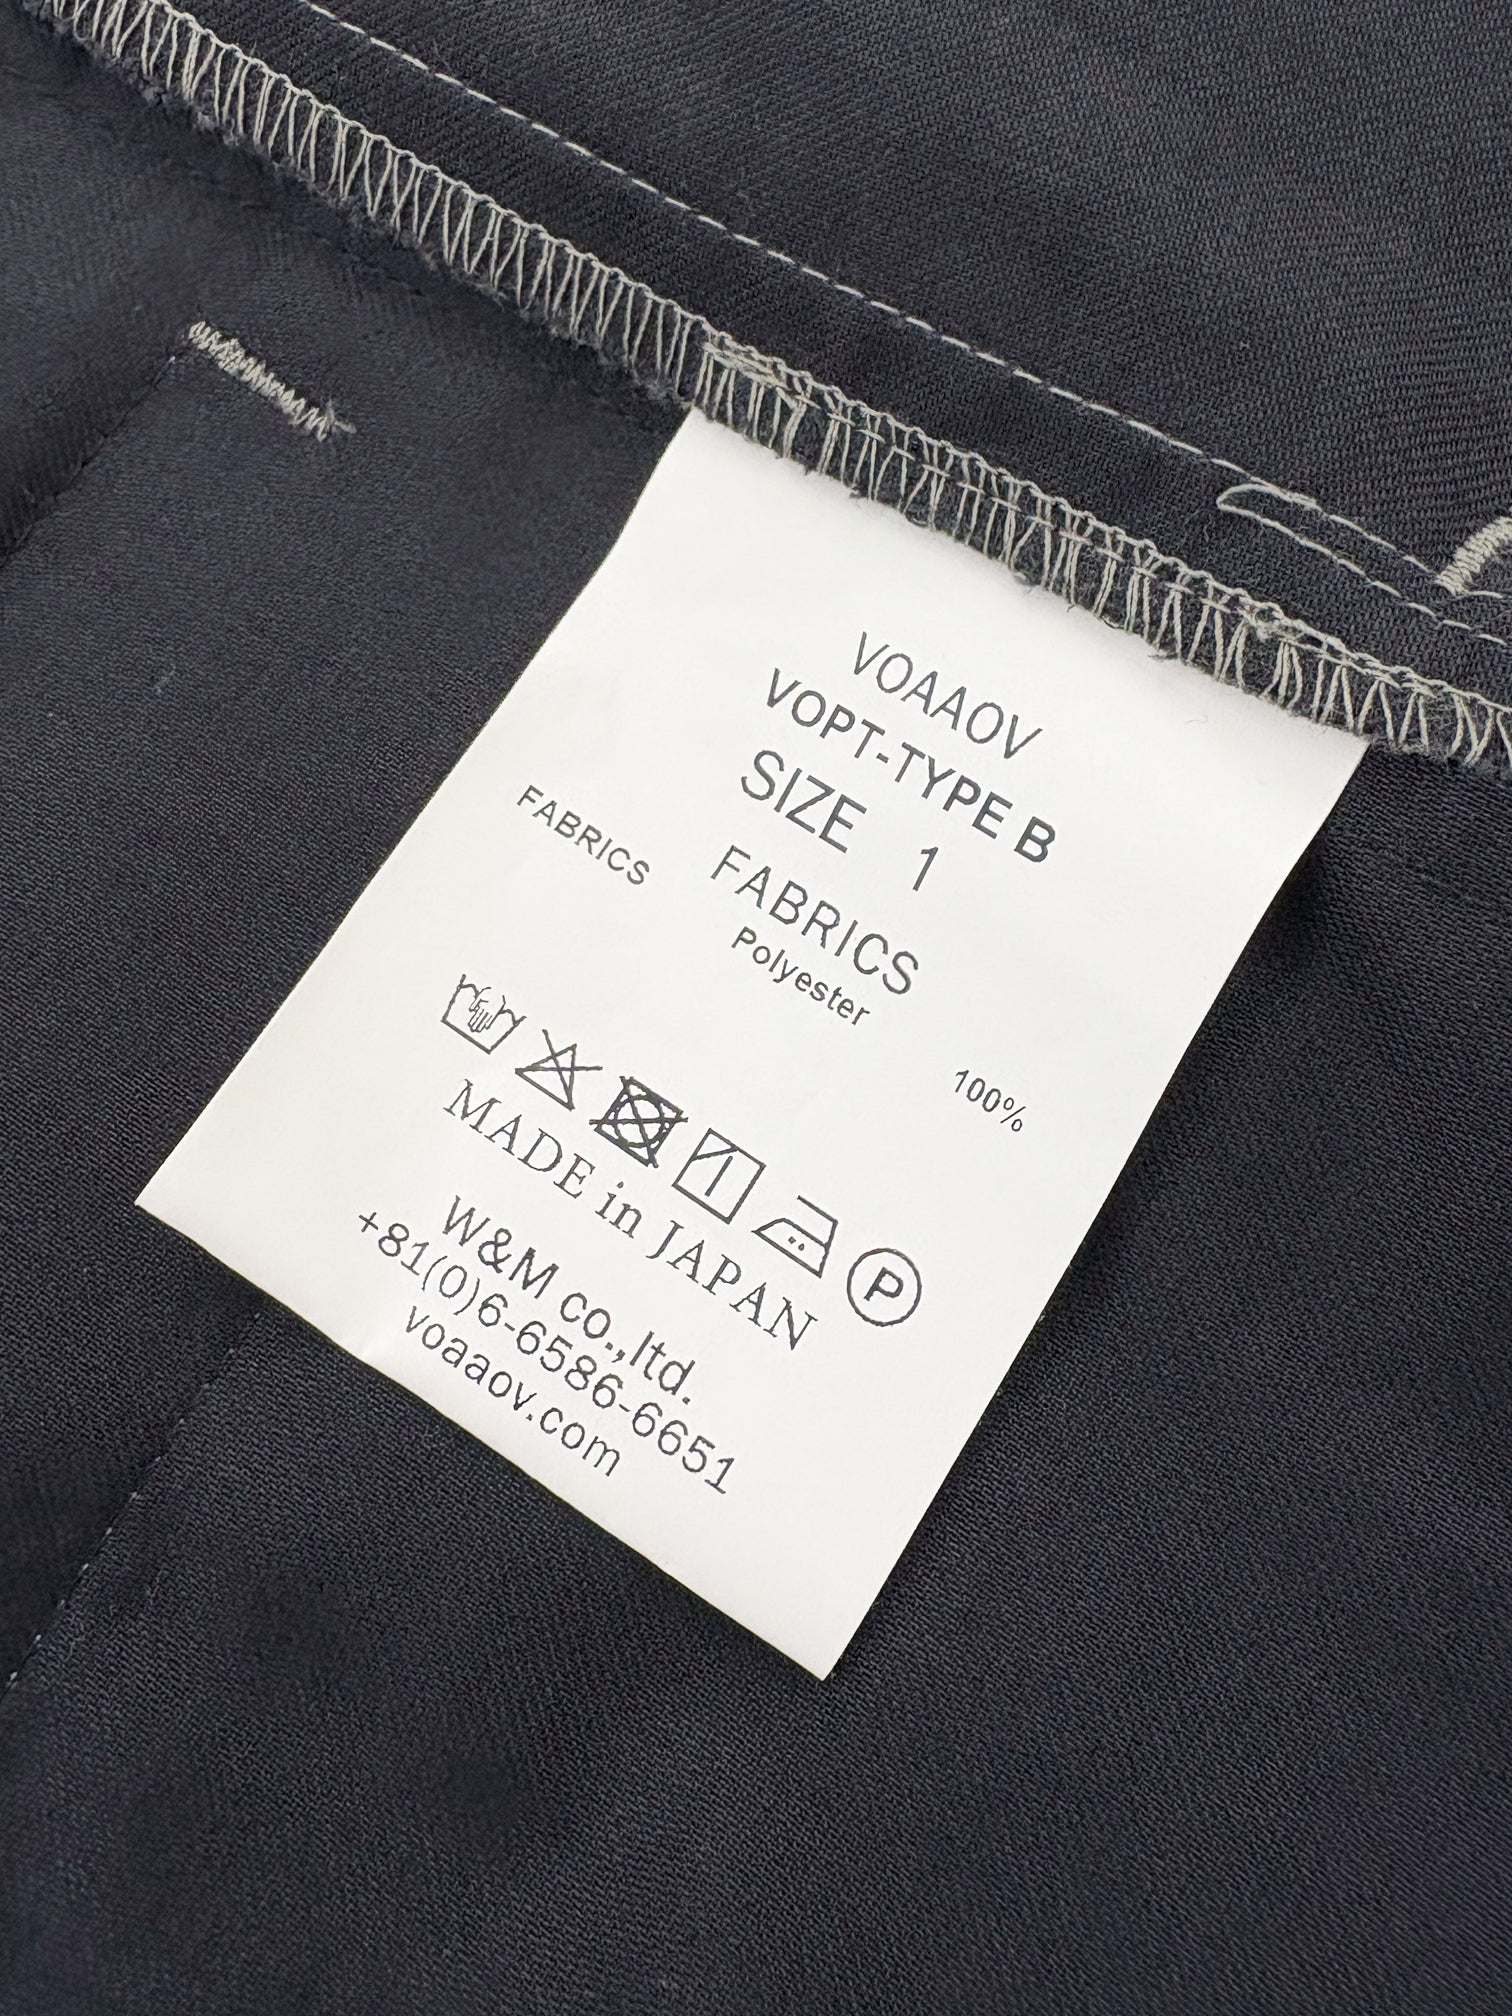 VOAAOV
VOPT-TYPE B
SIZE 1
FABRICS
FABRICS
Polyester
100%
P
MADE in JAPAN
W&M co.,ltd.
+81(0)6-6586-6651
voaaov.com